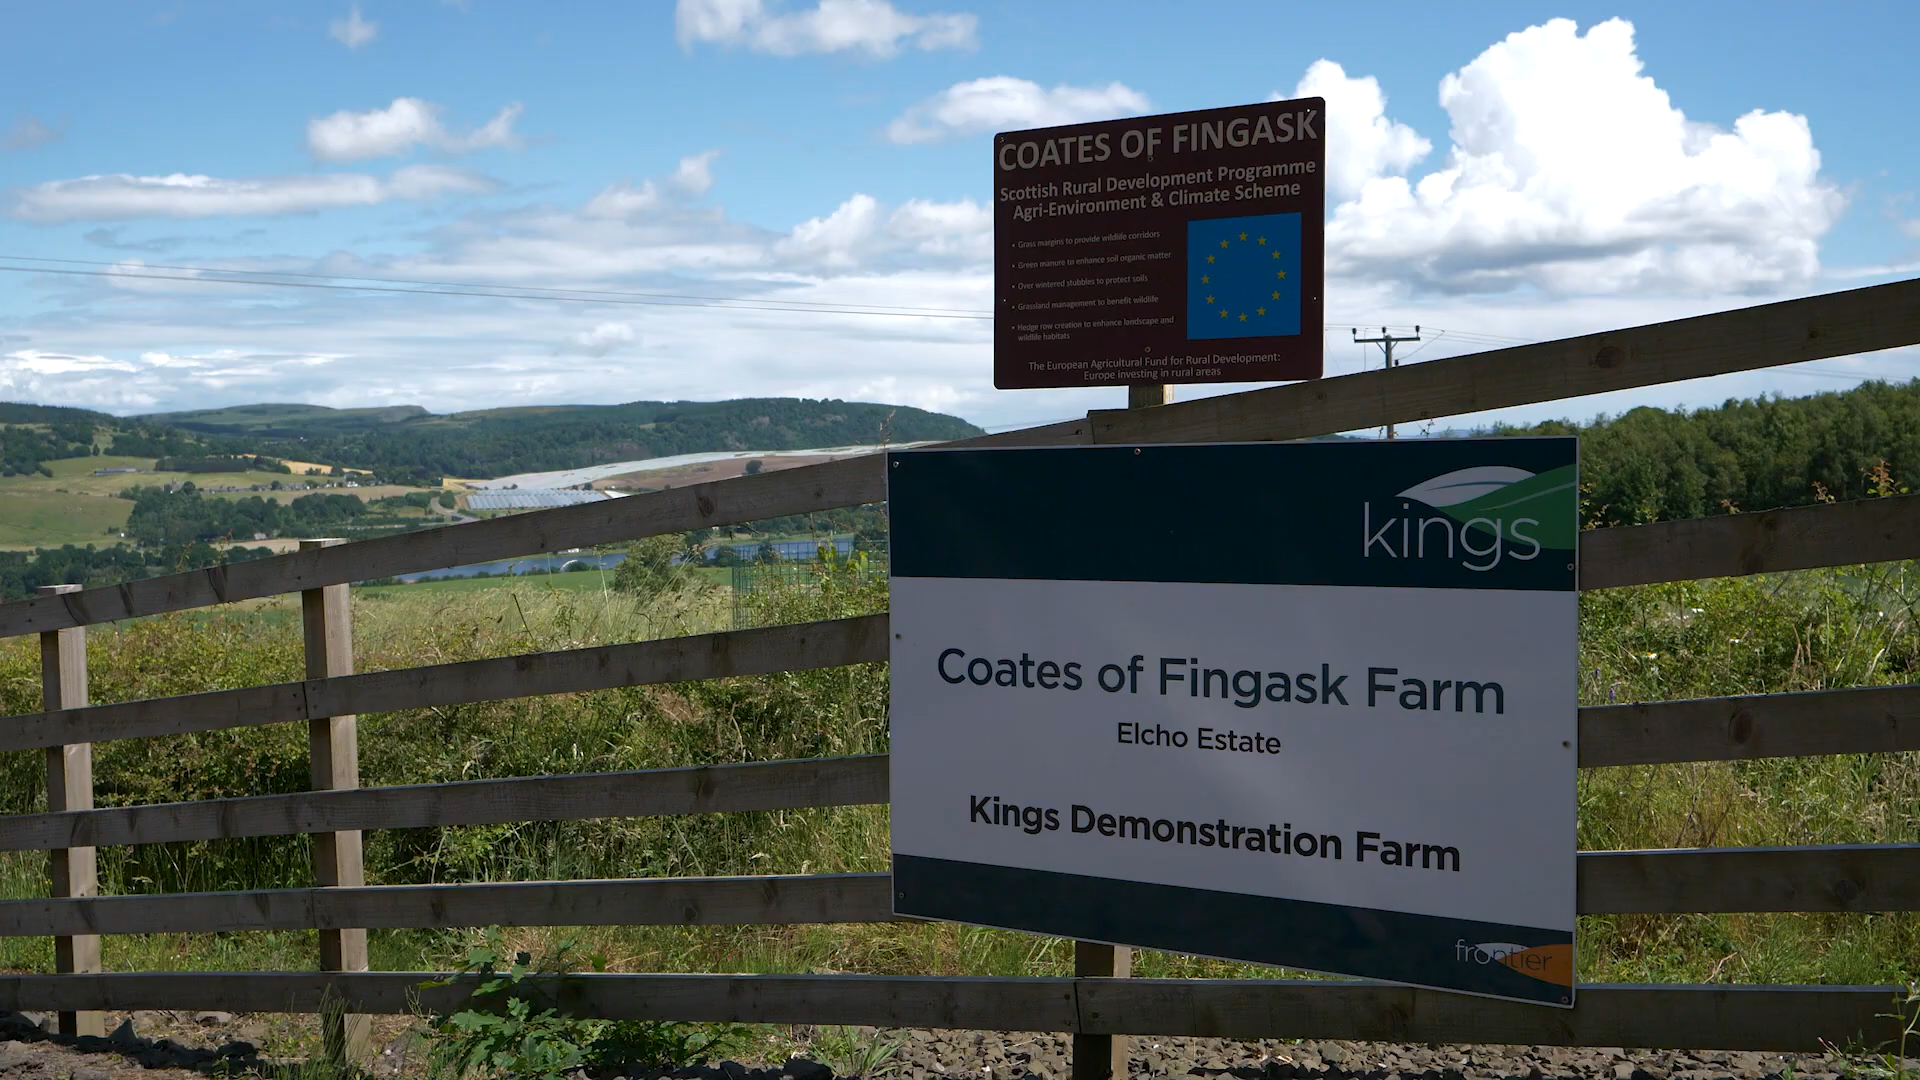 COATES OF FINGASK
Scottish Rural Development Programme
Agri-Environment & Climate Scheme
• Grass margins to provide wildlife corridors
• Green manure to enhance soil organic matter
• Over wintered stubbles to protect soils
• Grassland management to benefit wildlife
• Hedge row creation to enhance landscape and
wildlife habitats
The European Agricultural Fund for Rural Development:
Europe investing in rural areas
kings
Coates of Fingask Farm
Elcho Estate
Kings Demonstration Farm
frontier